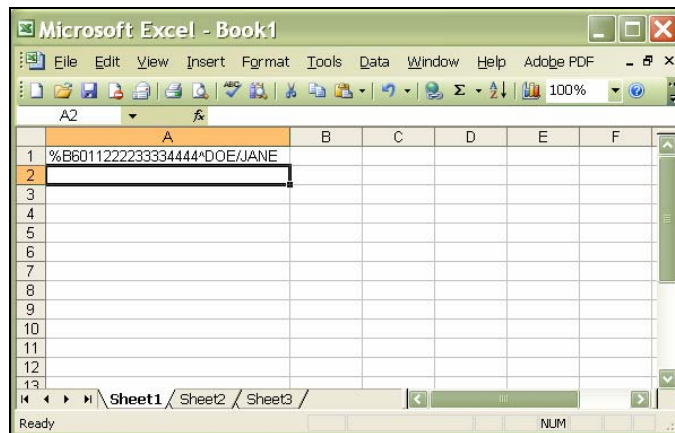 Microsoft Excel - Book1
File Edit View Insert Format Tools Data Window Help Adobe PDF
100%
A2 fx
A B C D E F
1 %B6011222233334444^DOE/JANE
2
3
4
5
6
7
8
9
10
11
12
13
Sheet1 Sheet2 Sheet3
Ready NUM